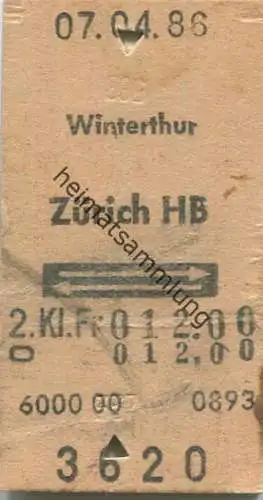 07.04.86
Winterthur
Zürich HB
heimatsammlung.de
2.Kl.Fr 012.00
0 012.00
6000 00 0893
3620